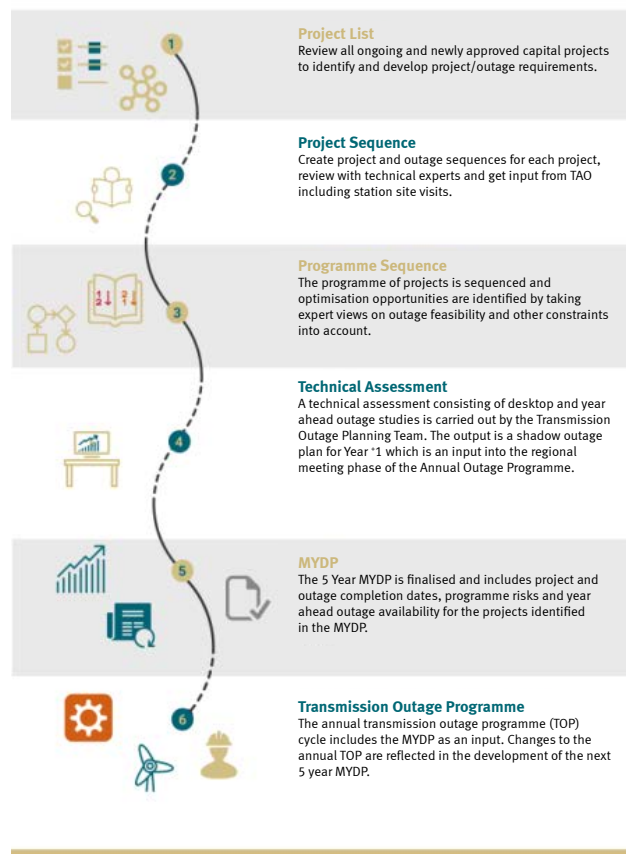 1
Project List
Review all ongoing and newly approved capital projects
to identify and develop project/outage requirements.
2
Project Sequence
Create project and outage sequences for each project,
review with technical experts and get input from TAO
including station site visits.
3
Programme Sequence
The programme of projects is sequenced and
optimisation opportunities are identified by taking
expert views on outage feasibility and other constraints
into account.
4
Technical Assessment
A technical assessment consisting of desktop and year
ahead outage studies is carried out by the Transmission
Outage Planning Team. The output is a shadow outage
plan for Year +1 which is an input into the regional
meeting phase of the Annual Outage Programme.
5
MYDP
The 5 Year MYDP is finalised and includes project and
outage completion dates, programme risks and year
ahead outage availability for the projects identified
in the MYDP.
6
Transmission Outage Programme
The annual transmission outage programme (TOP)
cycle includes the MYDP as an input. Changes to the
annual TOP are reflected in the development of the next
5 year MYDP.